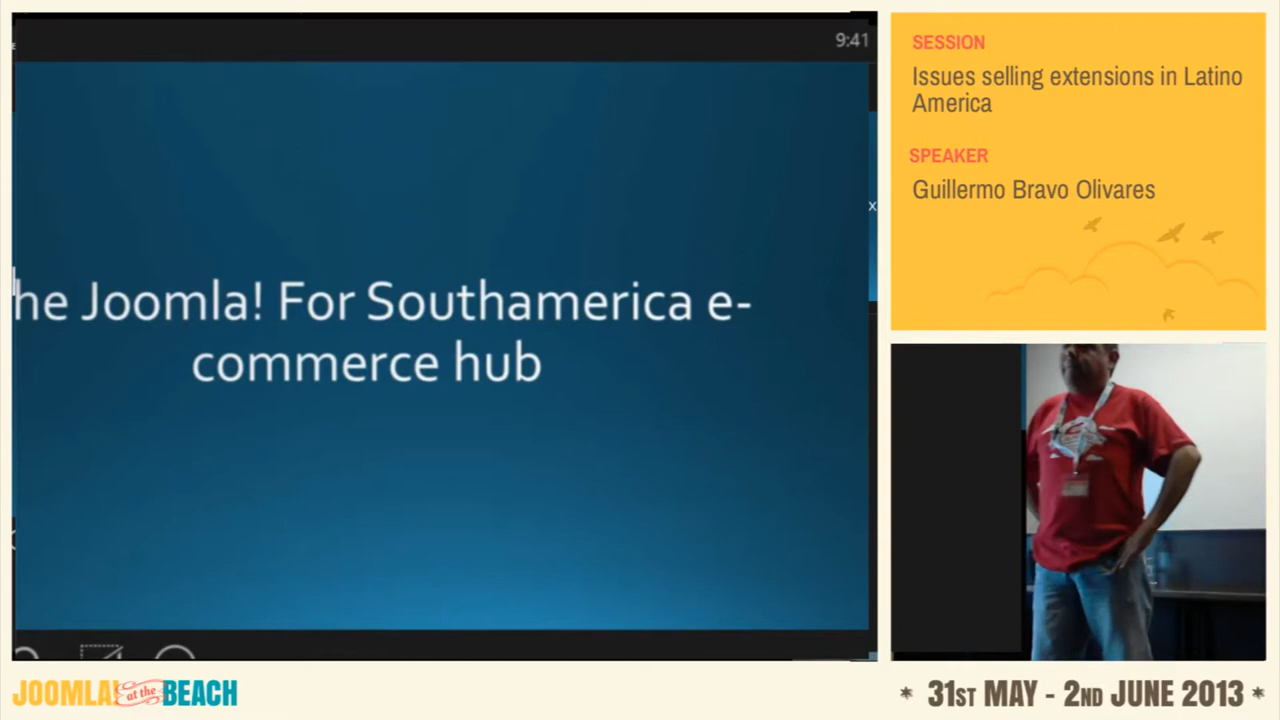 9:41
he Joomla! For Southamerica e-
commerce hub
x
SESSION
Issues selling extensions in Latino
America
SPEAKER
Guillermo Bravo Olivares
JOOMLA! at the BEACH
* 31ST MAY - 2ND JUNE 2013 *